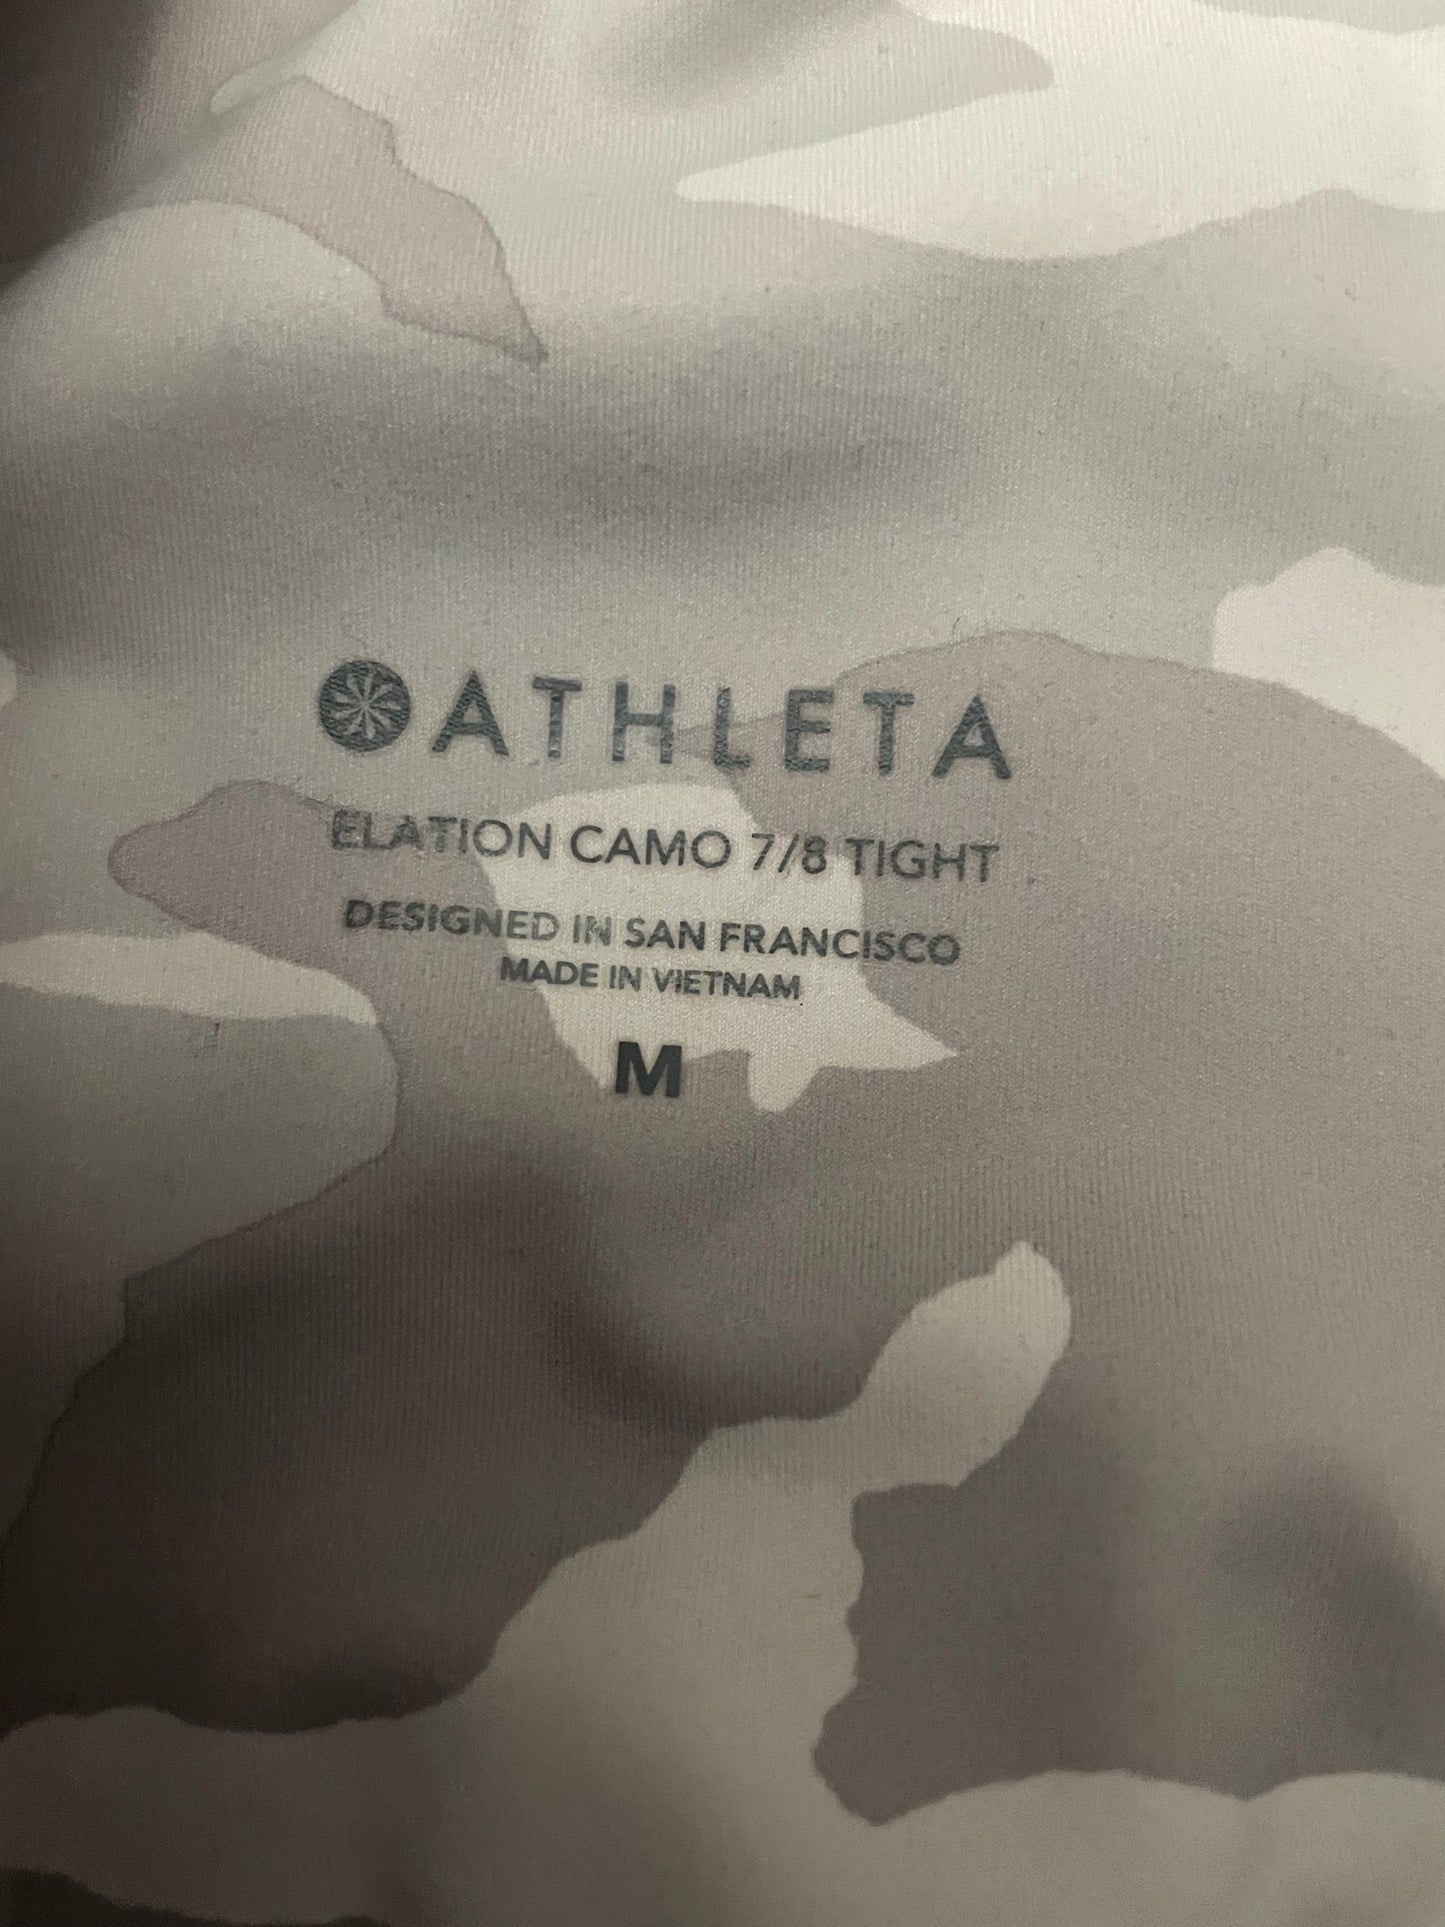 ATHLETA
ELATION CAMO 7/8 TIGHT
DESIGNED IN SAN FRANCISCO
MADE IN VIETNAM
M